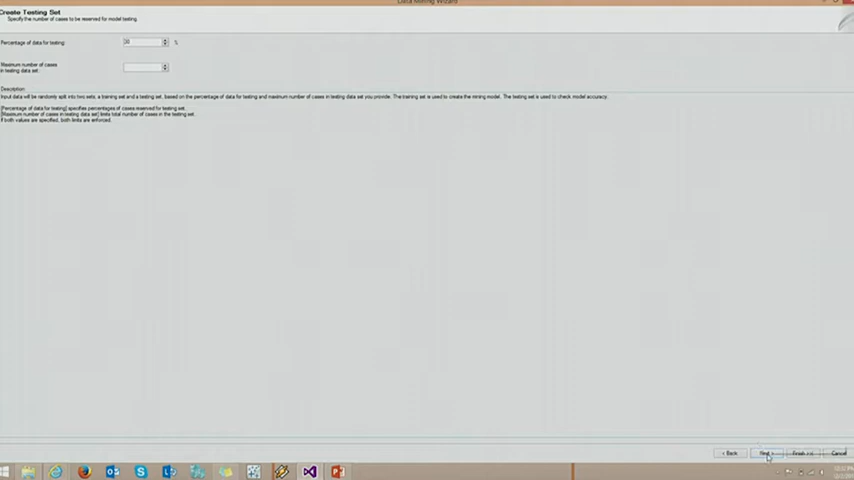 Data Mining Wizard
Create Testing Set
Specify the number of cases to be reserved for model testing.
Percentage of data for testing: 30 %
Maximum number of cases
in testing data set:
Description:
Input data will be randomly split into two sets, a training set and a testing set, based on the percentage of data for testing and maximum number of cases in testing data set you provide. The training set is used to create the mining model. The testing set is used to check model accuracy.
[Percentage of data for testing] specifies percentages of cases reserved for testing set.
[Maximum number of cases in testing data set] limits total number of cases in the testing set.
If both values are specified, both limits are enforced.
< Back Next > Finish >>| Cancel